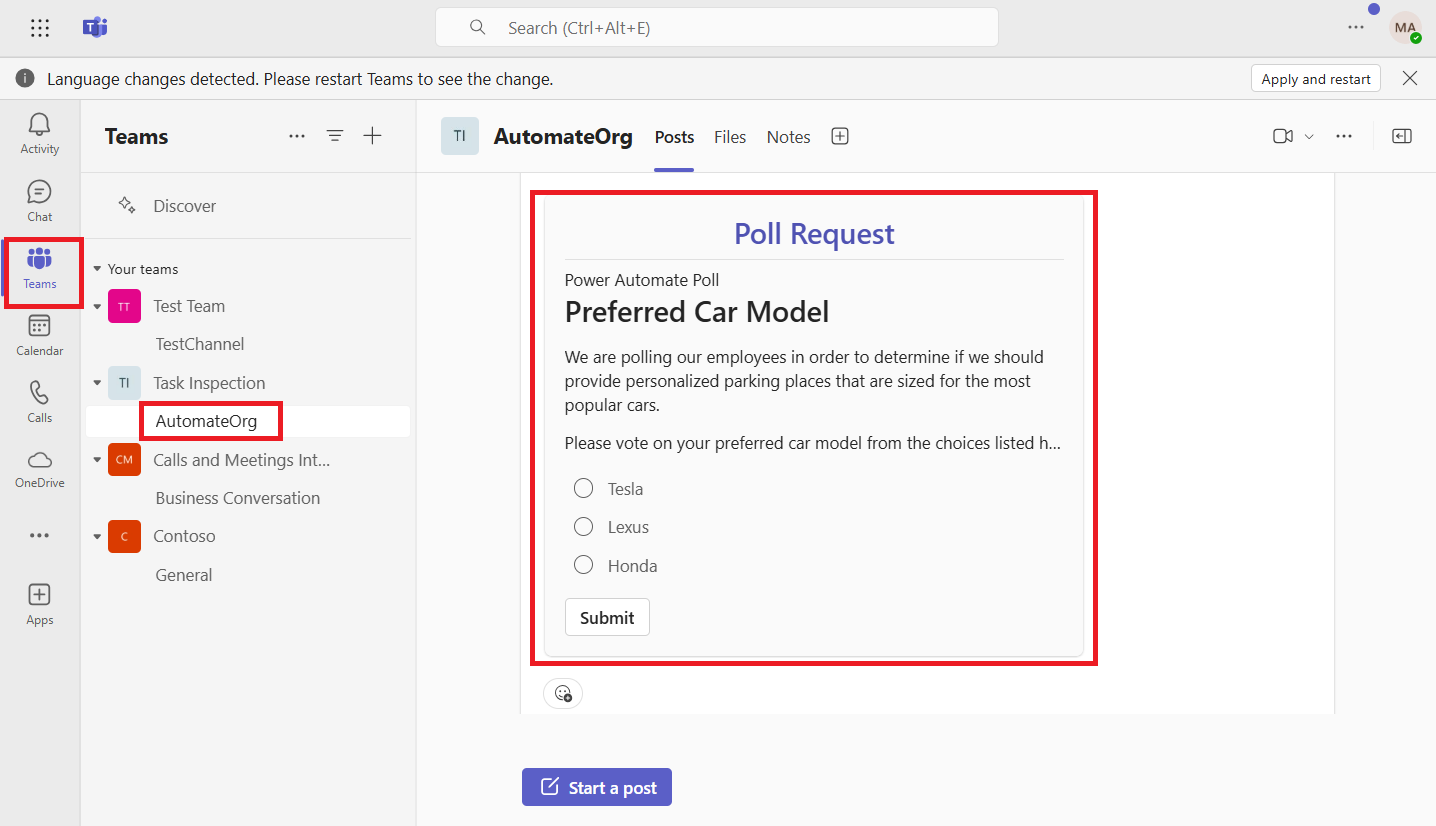 Search (Ctrl+Alt+E)
MA
Language changes detected. Please restart Teams to see the change.
Apply and restart
Activity
Chat
Teams
Calendar
Calls
OneDrive
Apps
Teams
Discover
Your teams
TT Test Team
TestChannel
TI Task Inspection
AutomateOrg
CM Calls and Meetings Int...
Business Conversation
C Contoso
General
TI AutomateOrg Posts Files Notes
Poll Request
Power Automate Poll
Preferred Car Model
We are polling our employees in order to determine if we should
provide personalized parking places that are sized for the most
popular cars.
Please vote on your preferred car model from the choices listed h...
Tesla
Lexus
Honda
Submit
Start a post